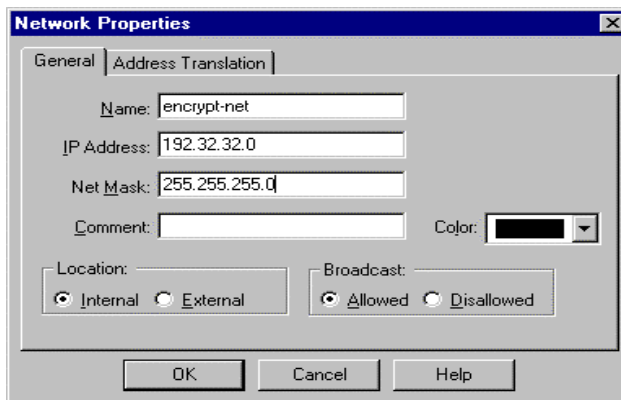 Network Properties
General Address Translation
Name: encrypt-net
IP Address: 192.32.32.0
Net Mask: 255.255.255.0
Comment: Color:
Location: Broadcast:
Internal External Allowed Disallowed
OK Cancel Help